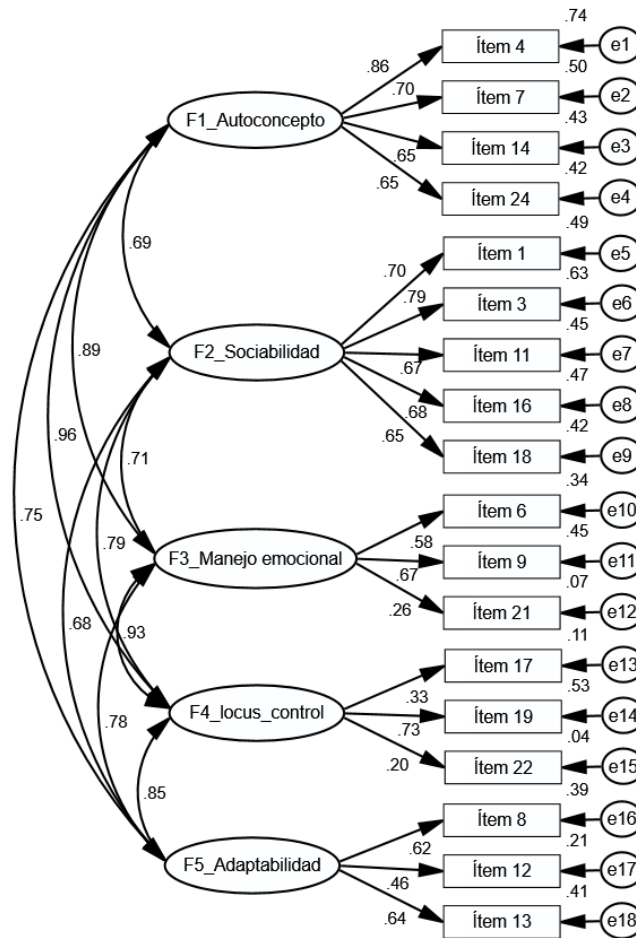 .74
Ítem 4
e1
.86
.50
.70
Ítem 7
e2
F1_Autoconcepto
.43
.65
Ítem 14
e3
.42
.65
Ítem 24
e4
.49
.69
.70
Ítem 1
e5
.63
.79
Ítem 3
e6
.45
F2_Sociabilidad
.67
Ítem 11
e7
.47
.89
.68
Ítem 16
e8
.42
.96
.65
Ítem 18
e9
.34
.71
.75
.79
Ítem 6
e10
.58
.45
F3_Manejo emocional
.67
Ítem 9
e11
.07
.68
.26
Ítem 21
e12
.11
.93
Ítem 17
e13
.33
.53
F4_locus_control
.73
Ítem 19
e14
.04
.78
.20
Ítem 22
e15
.39
.85
Ítem 8
e16
.62
.21
F5_Adaptabilidad
.46
Ítem 12
e17
.41
.64
Ítem 13
e18